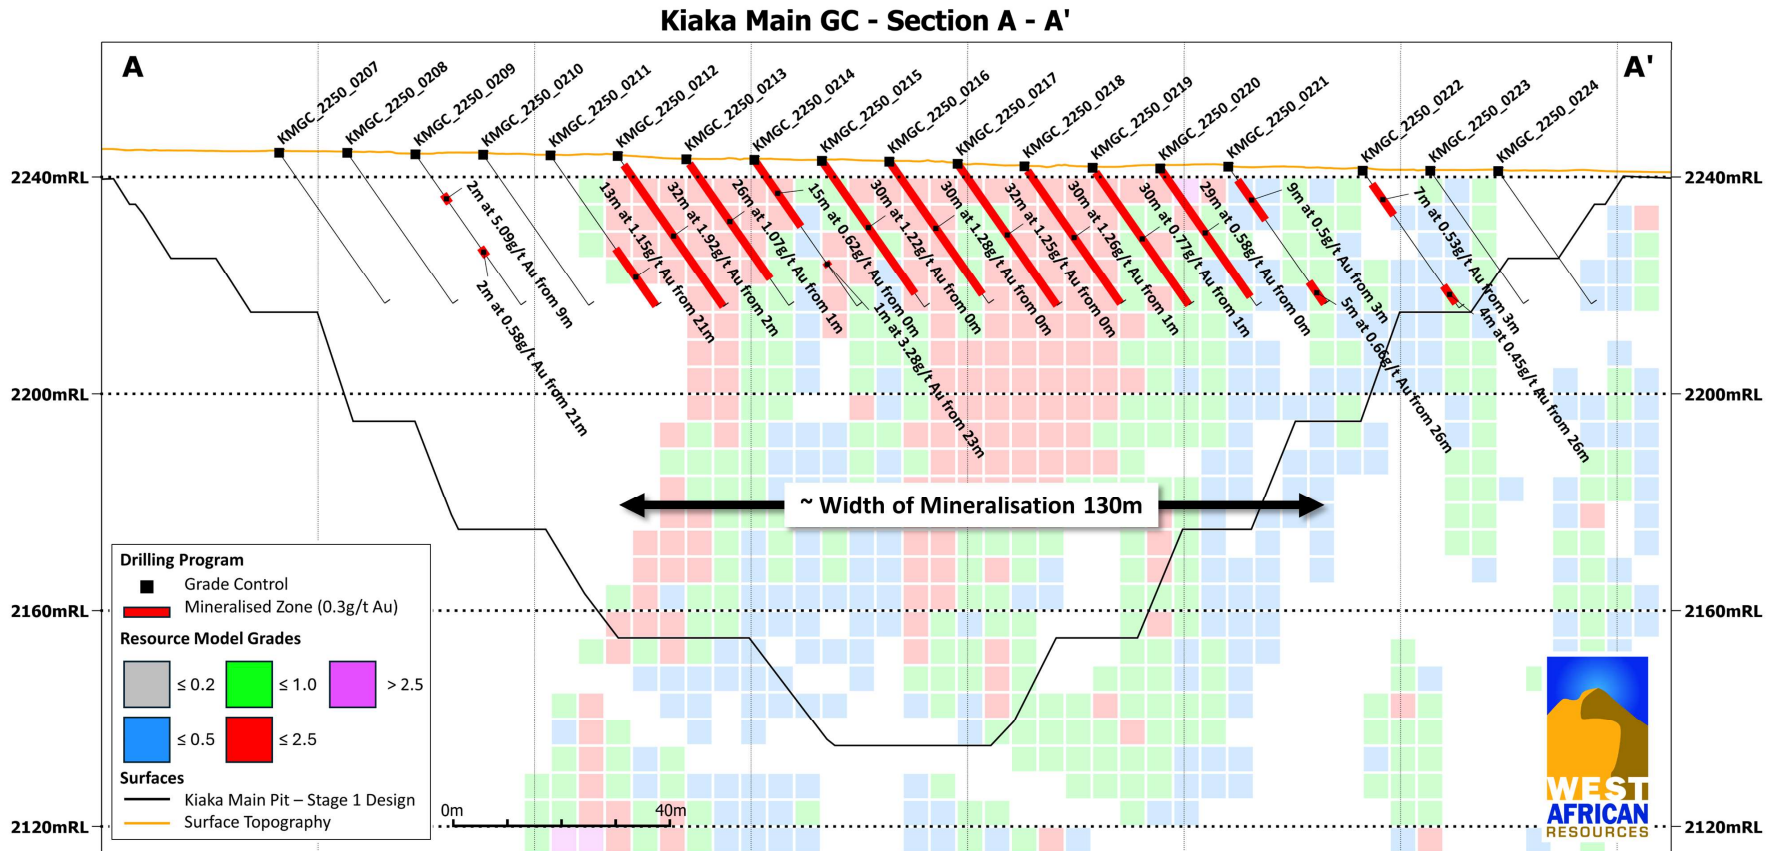 Kiaka Main GC - Section A - A'
A
A'
KMGC_2250_0207
KMGC_2250_0208
KMGC_2250_0209
KMGC_2250_0210
KMGC_2250_0211
KMGC_2250_0212
KMGC_2250_0213
KMGC_2250_0214
KMGC_2250_0215
KMGC_2250_0216
KMGC_2250_0217
KMGC_2250_0218
KMGC_2250_0219
KMGC_2250_0220
KMGC_2250_0221
KMGC_2250_0222
KMGC_2250_0223
KMGC_2250_0224
2240mRL
2240mRL
2m at 5.09g/t Au from 9m
2m at 0.58g/t Au from 21m
13m at 1.15g/t Au from 21m
32m at 1.92g/t Au from 2m
26m at 1.07g/t Au from 1m
15m at 0.62g/t Au from 0m
1m at 3.28g/t Au from 23m
30m at 1.22g/t Au from 0m
30m at 1.28g/t Au from 0m
32m at 1.25g/t Au from 0m
30m at 1.26g/t Au from 1m
30m at 0.77g/t Au from 1m
29m at 0.58g/t Au from 0m
9m at 0.5g/t Au from 3m
5m at 0.66g/t Au from 26m
7m at 0.53g/t Au from 3m
4m at 0.45g/t Au from 26m
2200mRL
2200mRL
~ Width of Mineralisation 130m
Drilling Program
Grade Control
Mineralised Zone (0.3g/t Au)
Resource Model Grades
≤ 0.2
≤ 1.0
> 2.5
≤ 0.5
≤ 2.5
Surfaces
Kiaka Main Pit – Stage 1 Design
Surface Topography
2160mRL
2160mRL
0m
40m
2120mRL
2120mRL
WEST
AFRICAN
RESOURCES